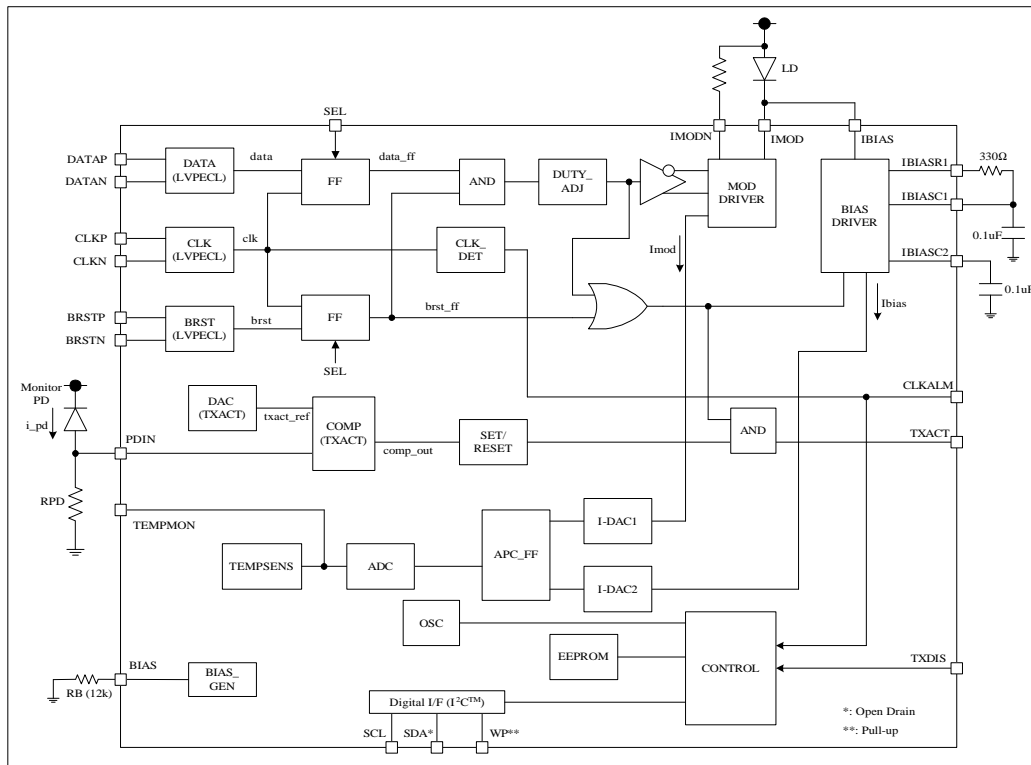 LD
SEL
IMODN
IMOD
IBIAS
DATAP
DATAN
DATA
(LVPECL)
data
FF
data_ff
AND
DUTY_
ADJ
MOD
DRIVER
BIAS
DRIVER
IBIASR1
330Ω
IBIASC1
0.1uF
CLKP
CLKN
CLK
(LVPECL)
clk
CLK_
DET
Imod
IBIASC2
0.1uF
Ibias
BRSTP
BRSTN
BRST
(LVPECL)
brst
FF
brst_ff
SEL
Monitor
PD
i_pd
DAC
(TXACT)
txact_ref
COMP
(TXACT)
comp_out
SET/
RESET
AND
CLKALM
TXACT
PDIN
RPD
TEMPMON
TEMPSENS
ADC
APC_FF
I-DAC1
I-DAC2
OSC
EEPROM
CONTROL
TXDIS
BIAS
RB (12k)
BIAS_
GEN
Digital I/F (I²C™)
SCL
SDA*
WP**
*: Open Drain
**: Pull-up